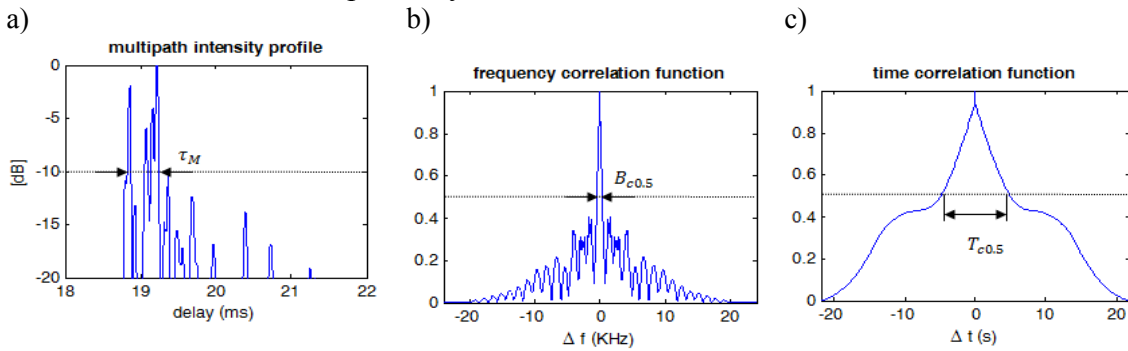 a)
b)
c)
multipath intensity profile
0
-5
-10
-15
-20
[dB]
τ_M
18
19
20
21
22
delay (ms)
frequency correlation function
1
0.8
0.6
0.4
0.2
0
B_c0.5
-20
-10
0
10
20
Δ f (KHz)
time correlation function
1
0.8
0.6
0.4
0.2
0
T_c0.5
-20
-10
0
10
20
Δ t (s)